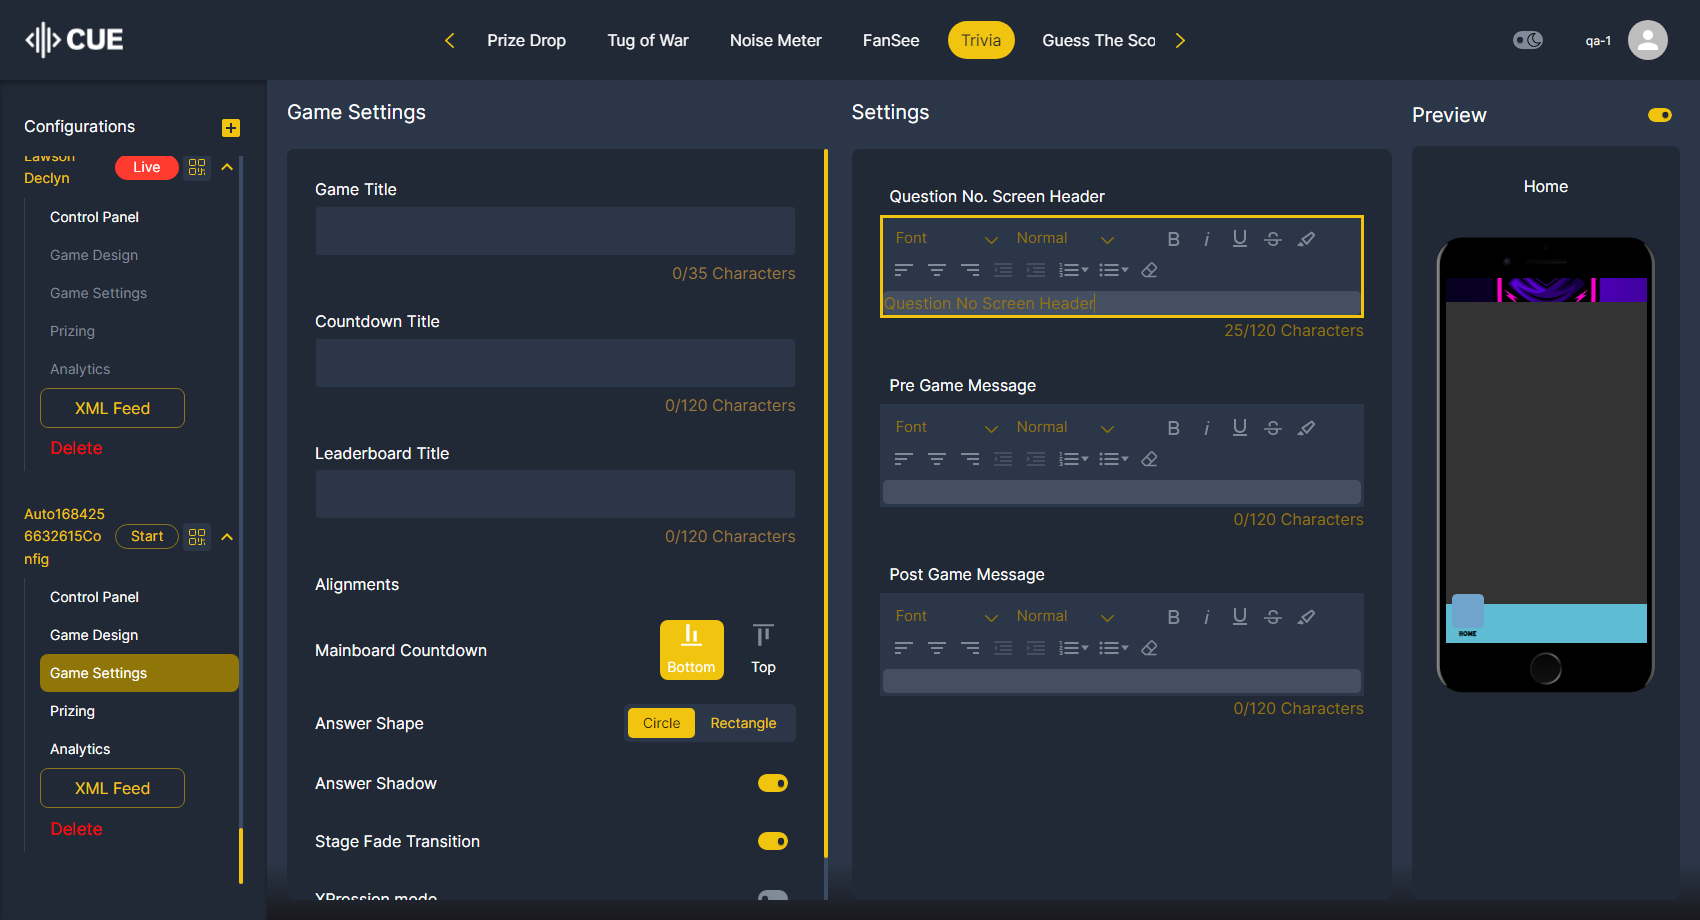 CUE
Prize Drop
Tug of War
Noise Meter
FanSee
Trivia
Guess The Sco
qa-1
Configurations
Lawson
Declyn
Live
Control Panel
Game Design
Game Settings
Prizing
Analytics
XML Feed
Delete
Auto168425
6632615Co
nfig
Start
Control Panel
Game Design
Game Settings
Prizing
Analytics
XML Feed
Delete
Game Settings
Game Title
0/35 Characters
Countdown Title
0/120 Characters
Leaderboard Title
0/120 Characters
Alignments
Mainboard Countdown
Bottom
Top
Answer Shape
Circle
Rectangle
Answer Shadow
Stage Fade Transition
XPression mode
Settings
Question No. Screen Header
Font
Normal
Question No Screen Header
25/120 Characters
Pre Game Message
Font
Normal
0/120 Characters
Post Game Message
Font
Normal
0/120 Characters
Preview
Home
HOME